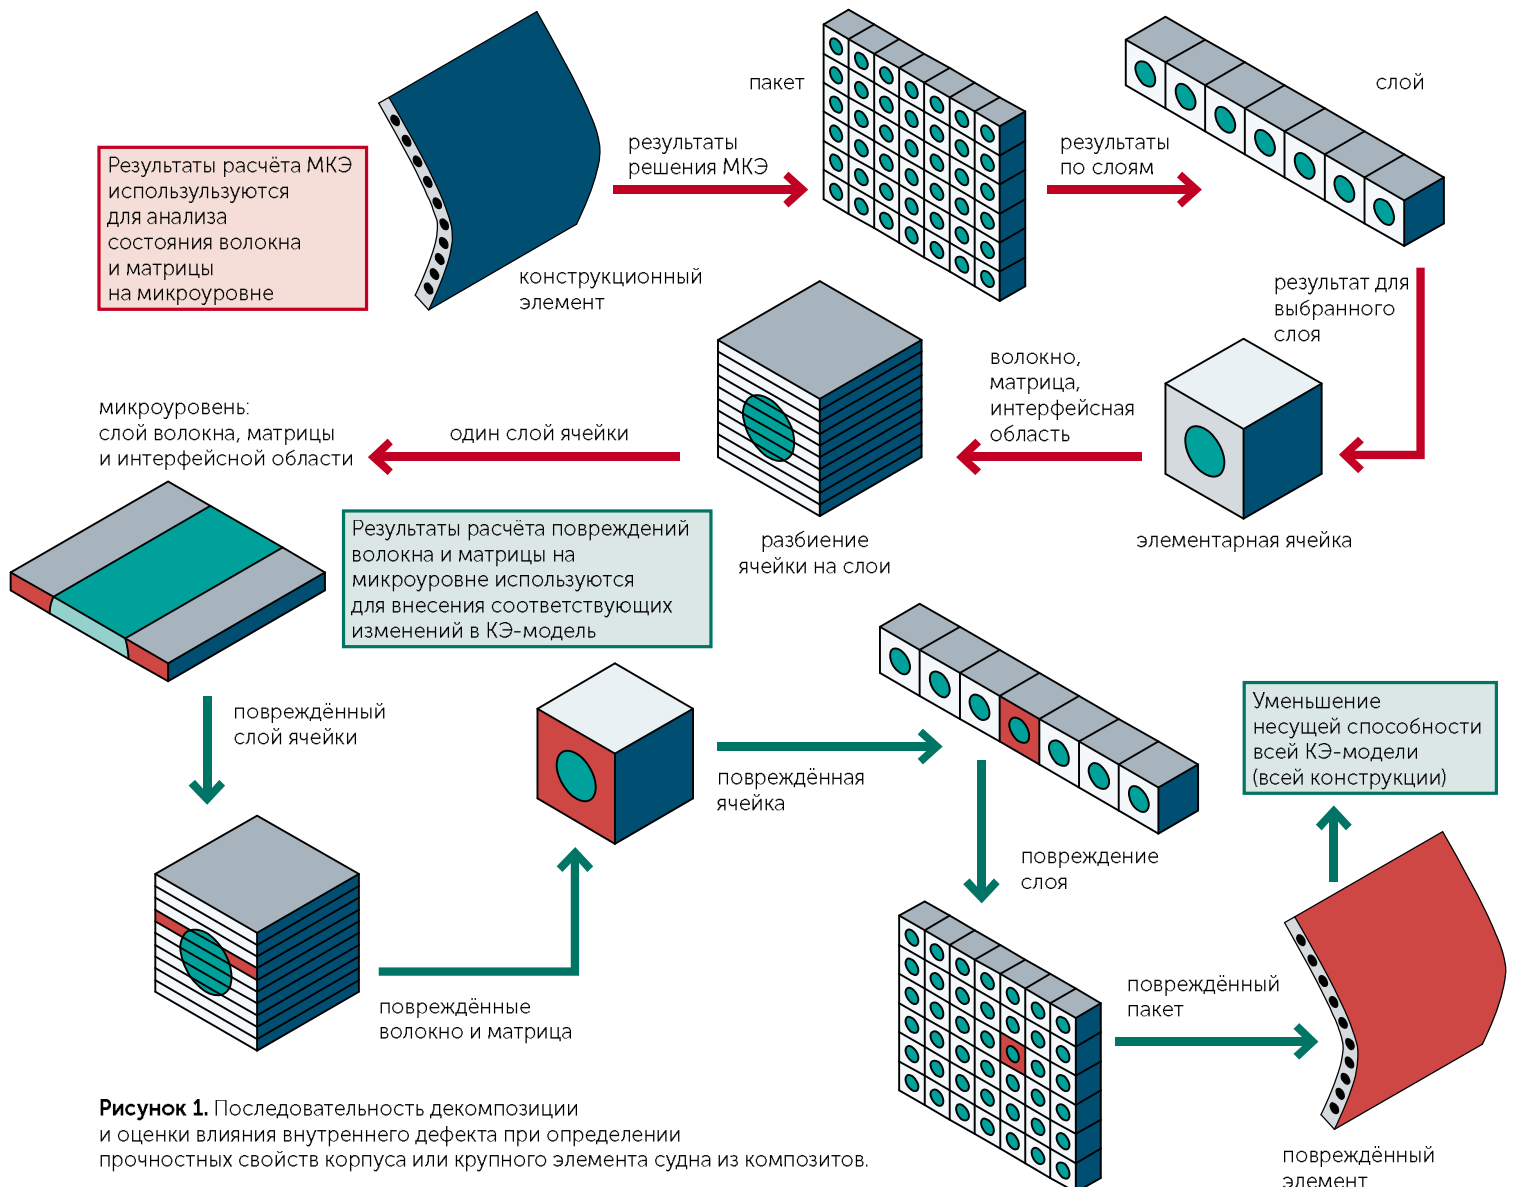 пакет
слой
результаты
решения МКЭ
результаты
по слоям
Результаты расчёта МКЭ
использульзуются
для анализа
состояния волокна
и матрицы
на микроуровне
конструкционный
элемент
результат для
выбранного
слоя
волокно,
матрица,
интерфейсная
область
микроуровень:
слой волокна, матрицы
и интерфейсной области
один слой ячейки
разбиение
ячейки на слои
элементарная ячейка
Результаты расчёта повреждений
волокна и матрицы на
микроуровне используются
для внесения соответствующих
изменений в КЭ-модель
повреждённый
слой ячейки
повреждённая
ячейка
Уменьшение
несущей способности
всей КЭ-модели
(всей конструкции)
повреждение
слоя
повреждённые
волокно и матрица
повреждённый
пакет
повреждённый
элемент
Рисунок 1. Последовательность декомпозиции
и оценки влияния внутреннего дефекта при определении
прочностных свойств корпуса или крупного элемента судна из композитов.